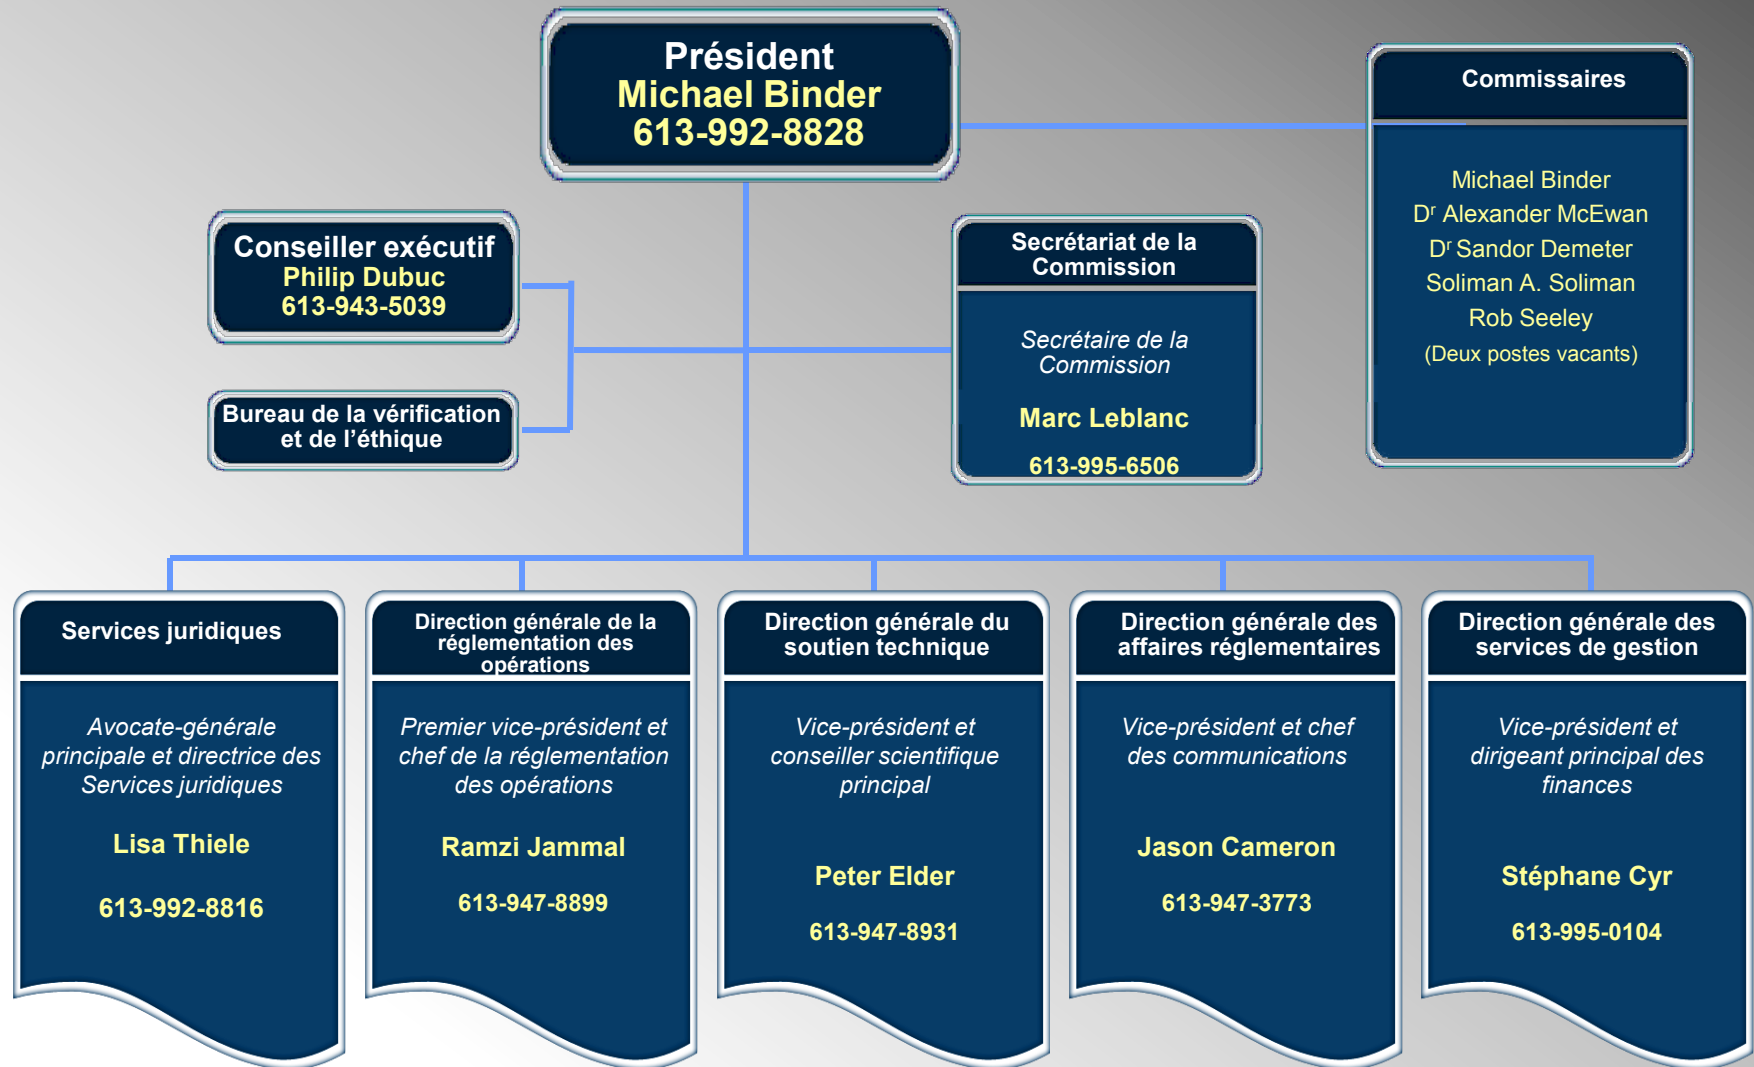 Président
Michael Binder
613-992-8828
Commissaires
Michael Binder
Dr Alexander McEwan
Dr Sandor Demeter
Soliman A. Soliman
Rob Seeley
(Deux postes vacants)
Conseiller exécutif
Philip Dubuc
613-943-5039
Secrétariat de la
Commission
Secrétaire de la
Commission
Marc Leblanc
613-995-6506
Bureau de la vérification
et de l’éthique
Services juridiques
Avocate-générale
principale et directrice des
Services juridiques
Lisa Thiele
613-992-8816
Direction générale de la
réglementation des
opérations
Premier vice-président et
chef de la réglementation
des opérations
Ramzi Jammal
613-947-8899
Direction générale du
soutien technique
Vice-président et
conseiller scientifique
principal
Peter Elder
613-947-8931
Direction générale des
affaires réglementaires
Vice-président et chef
des communications
Jason Cameron
613-947-3773
Direction générale des
services de gestion
Vice-président et
dirigeant principal des
finances
Stéphane Cyr
613-995-0104